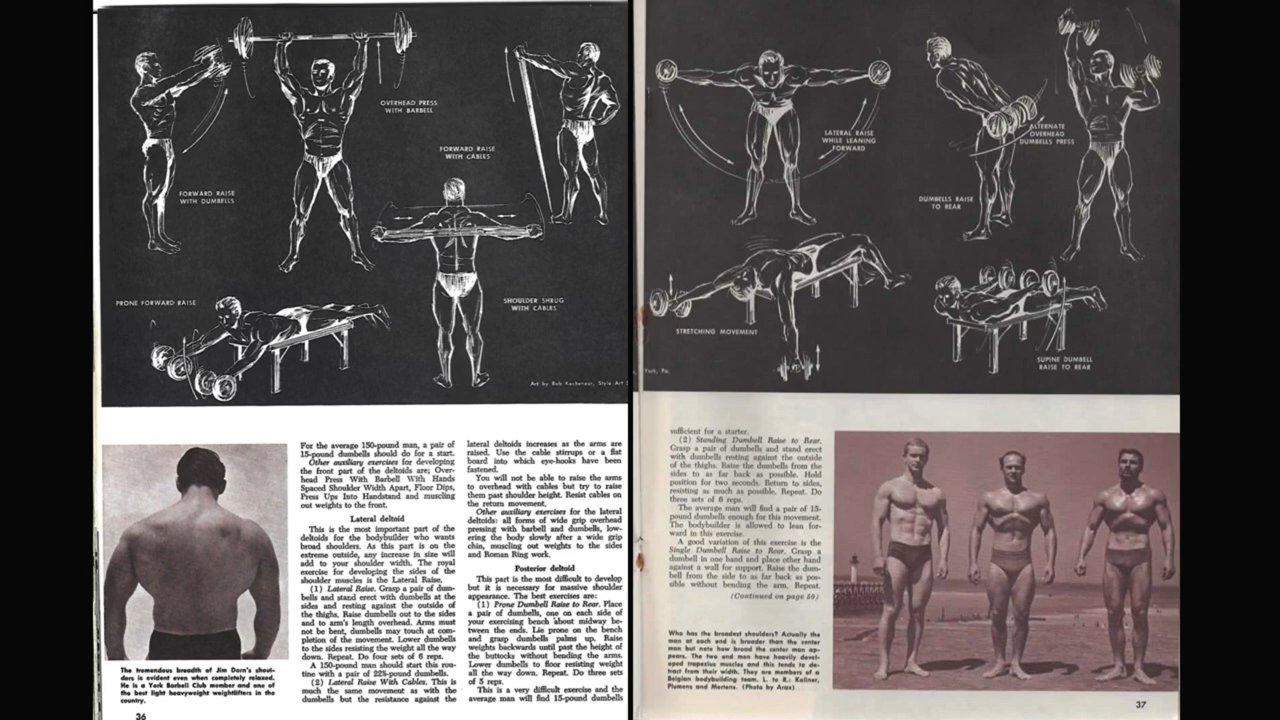 OVERHEAD PRESS
WITH BARBELL
FORWARD RAISE
WITH CABLES
FORWARD RAISE
WITH DUMBELLS
PRONE FORWARD RAISE
SHOULDER SHRUG
WITH CABLES
Art by Bob Kachenour, Style Art S
For the average 150-pound man, a pair of
15-pound dumbells should do for a start.
Other auxiliary exercises for developing
the front part of the deltoids are; Over-
head Press With Barbell With Hands
Spaced Shoulder Width Apart, Floor Dips,
Press Ups Into Handstand and muscling
out weights to the front.
Lateral deltoid
This is the most important part of the
deltoids for the bodybuilder who wants
broad shoulders. As this part is on the
extreme outside, any increase in size will
add to your shoulder width. The royal
exercise for developing the sides of the
shoulder muscles is the Lateral Raise.
(1) Lateral Raise. Grasp a pair of dum-
bells and stand erect with dumbells at the
sides and resting against the outside of
the thighs, Raise dumbells out to the sides
and to arm's length overhead. Arms must
not be bent, dumbells may touch at com-
pletion of the movement. Lower dumbells
to the sides resisting the weight all the way
down. Repeat. Do four sets of 6 reps.
A 150-pound man should start this rou-
tine with a pair of 22½-pound dumbells.
(2) Lateral Raise With Cables. This is
much the same movement as with the
dumbells but the resistance against the
The tremendous breadth of Jim Dorn's shoul-
ders is evident even when completely relaxed.
He is a York Barbell Club member and one of
the best light heavyweight weightlifters in the
country.
36
lateral deltoids increases as the arms are
raised. Use the cable stirrups or a flat
board into which eye-hooks have been
fastened.
You will not be able to raise the arms
to overhead with cables but try to raise
them past shoulder height. Resist cables on
the return movement.
Other auxiliary exercises for the lateral
deltoids: all forms of wide grip overhead
pressing with barbell and dumbells, low-
ering the body slowly after a wide grip
chin, muscling out weights to the sides
and Roman Ring work.
Posterior deltoid
This part is the most difficult to develop
but it is necessary for massive shoulder
appearance. The best exercises are:
(1) Prone Dumbell Raise to Rear. Place
a pair of dumbells, one on each side of
your exercising bench about midway be-
tween the ends. Lie prone on the bench
and grasp dumbells palms up. Raise
weights backwards until past the height of
the buttocks without bending the arms.
Lower dumbells to floor resisting weight
all the way down. Repeat. Do three sets
of 5 reps.
This is a very difficult exercise and the
average man will find 15-pound dumbells
LATERAL RAISE
WHILE LEANING
FORWARD
ALTERNATE
OVERHEAD
DUMBELLS PRESS
DUMBELLS RAISE
TO REAR
STRETCHING MOVEMENT
SUPINE DUMBELL
RAISE TO REAR
York, Pa.
sufficient for a starter.
(2) Standing Dumbell Raise to Rear.
Grasp a pair of dumbells and stand erect
with dumbells resting against the outside
of the thighs. Raise the dumbells from the
sides to as far back as possible. Hold
position for two seconds. Return to sides,
resisting as much as possible. Repeat. Do
three sets of 6 reps.
The average man will find a pair of 15-
pound dumbells enough for this movement.
The bodybuilder is allowed to lean for-
ward in this exercise.
A good variation of this exercise is the
Single Dumbell Raise to Rear. Grasp a
dumbell in one hand and place other hand
against a wall for support. Raise the dum-
bell from the side to as far back as pos-
sible without bending the arm. Repeat.
(Continued on page 50)
Who has the broadest shoulders? Actually the
man at each end is broader than the center
man but note how broad the center man ap-
pears. The two end men have heavily devel-
oped trapezius muscles and this tends to de-
tract from their width. They are members of a
Belgian bodybuilding team. L. to R.: Kaliner,
Plumans and Mertens. (Photo by Arax)
37